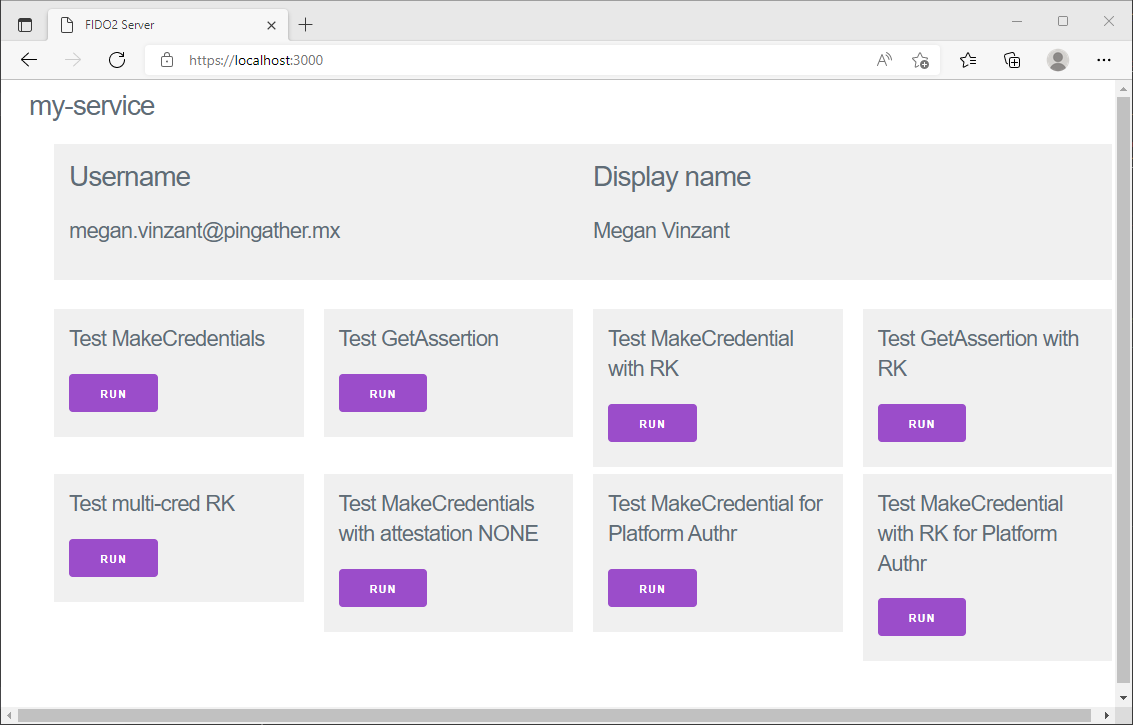 FIDO2 Server
https://localhost:3000
my-service
Username
Display name
megan.vinzant@pingather.mx
Megan Vinzant
Test MakeCredentials
RUN
Test GetAssertion
RUN
Test MakeCredential
with RK
RUN
Test GetAssertion with
RK
RUN
Test multi-cred RK
RUN
Test MakeCredentials
with attestation NONE
RUN
Test MakeCredential for
Platform Authr
RUN
Test MakeCredential
with RK for Platform
Authr
RUN